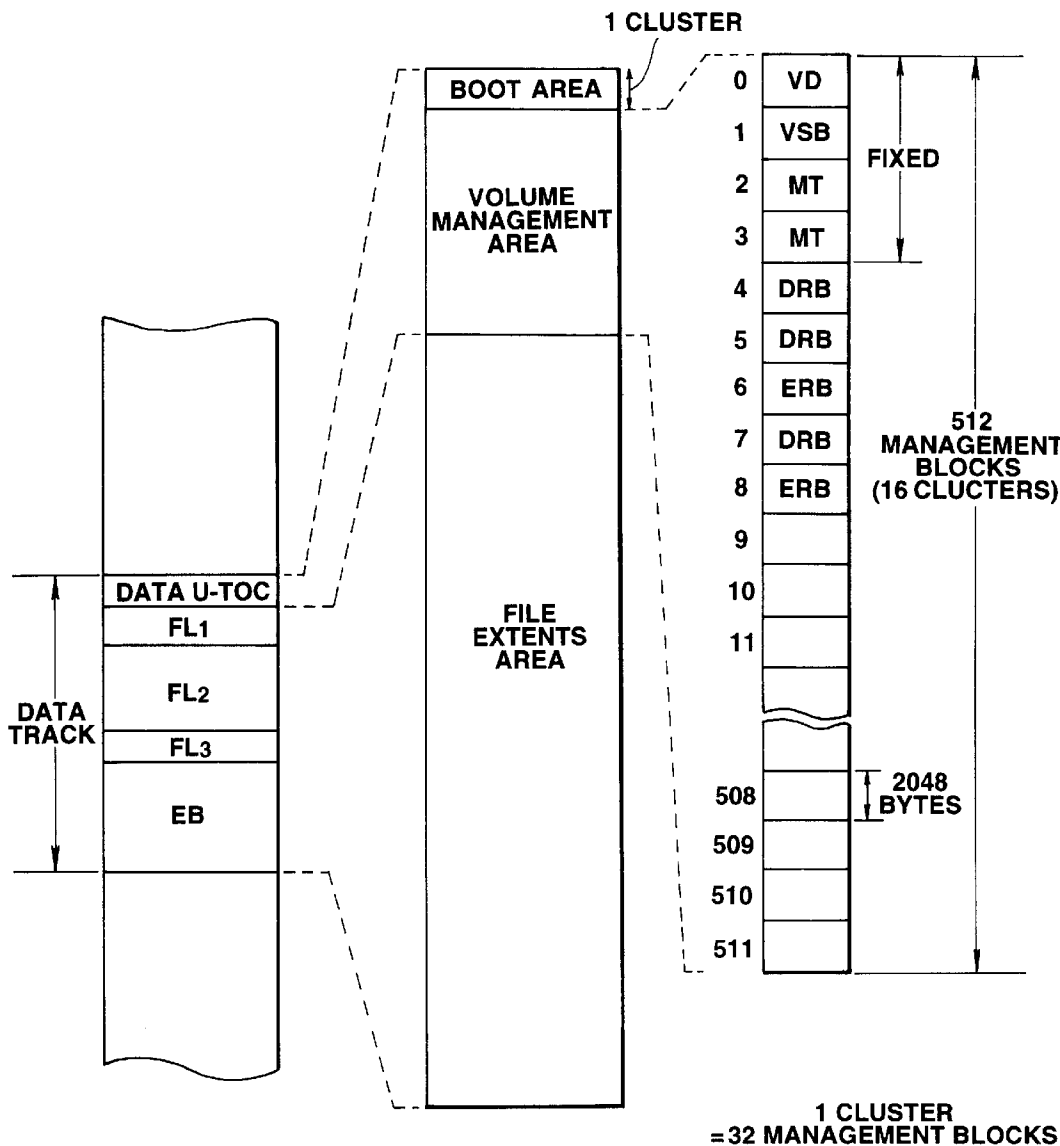 1 CLUSTER
BOOT AREA
VOLUME
MANAGEMENT
AREA
FILE
EXTENTS
AREA
DATA U-TOC
FL1
FL2
FL3
EB
DATA
TRACK
0 VD
1 VSB
2 MT
3 MT
4 DRB
5 DRB
6 ERB
7 DRB
8 ERB
9
10
11
508
509
510
511
FIXED
512
MANAGEMENT
BLOCKS
(16 CLUCTERS)
2048
BYTES
1 CLUSTER
=32 MANAGEMENT BLOCKS